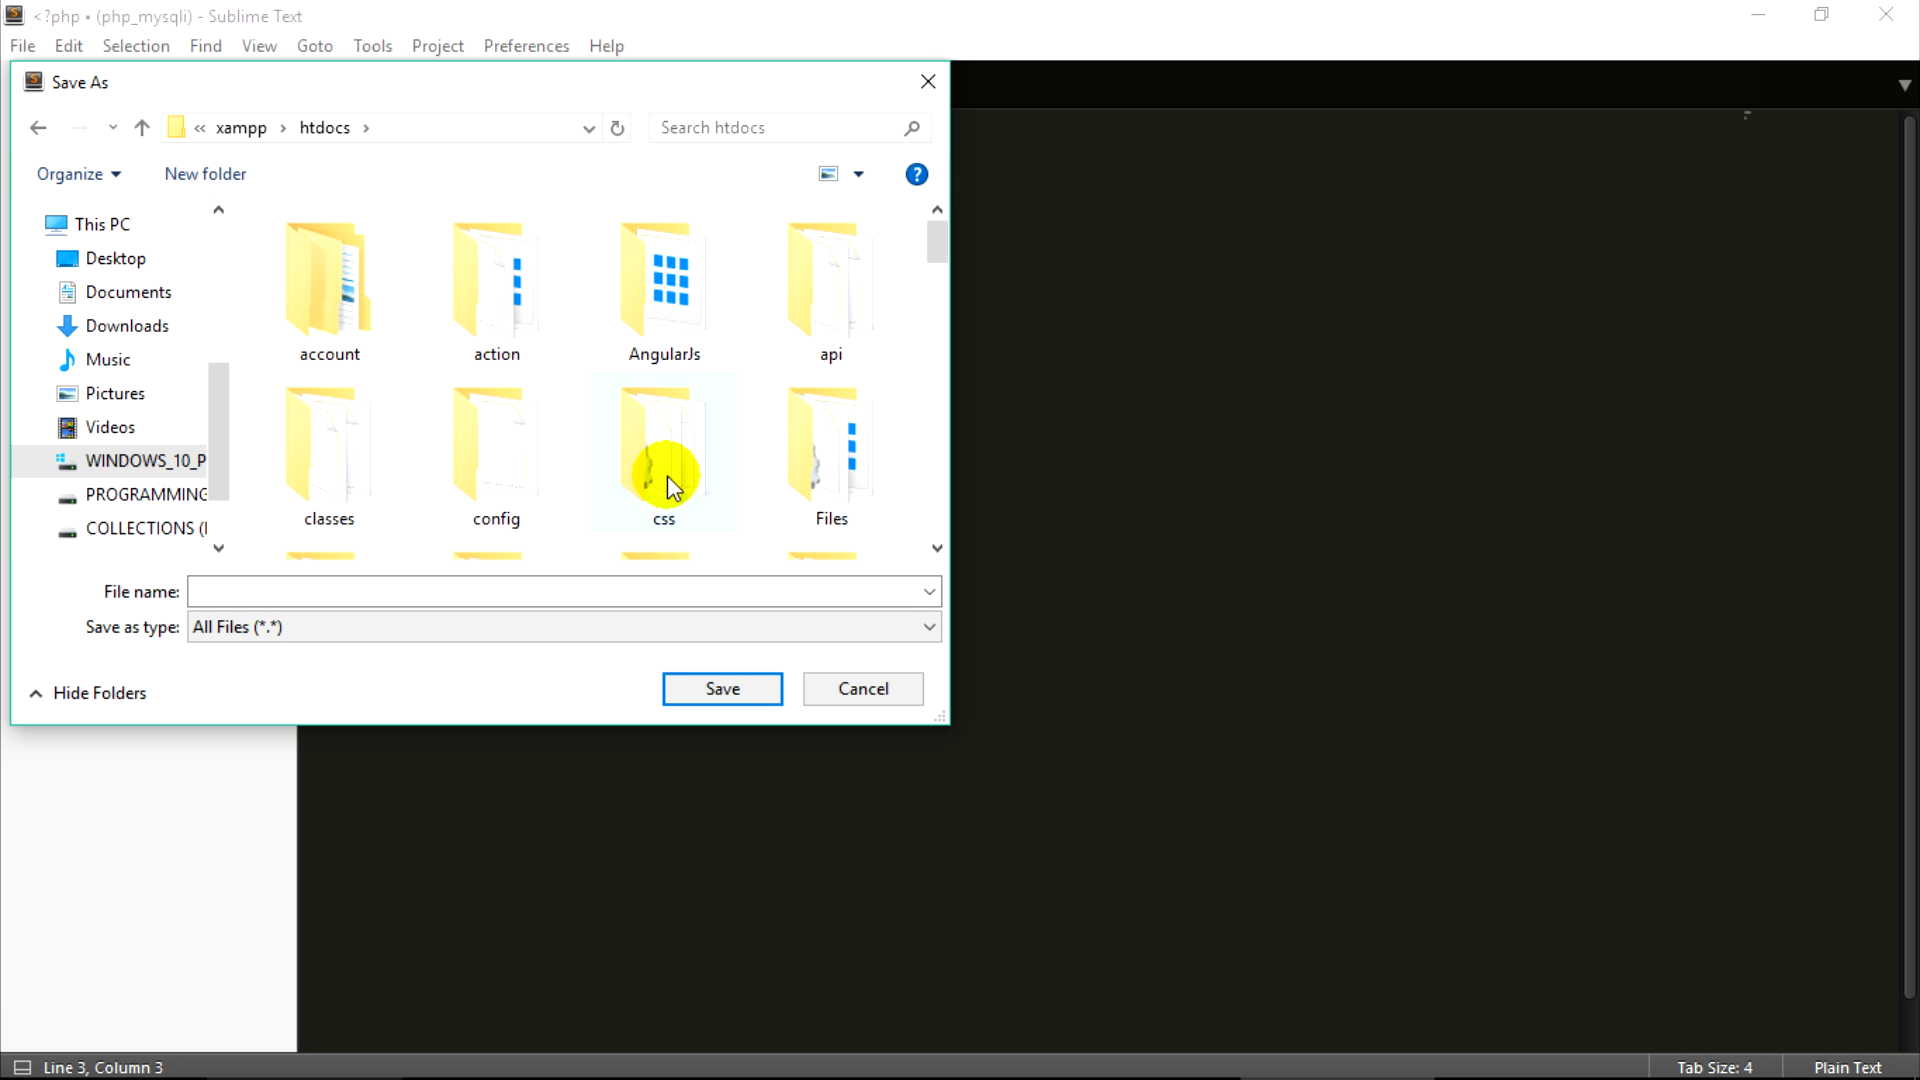 <?php • (php_mysqli) - Sublime Text
File Edit Selection Find View Goto Tools Project Preferences Help
Save As
« xampp > htdocs >
Search htdocs
Organize
New folder
This PC
Desktop
Documents
Downloads
Music
Pictures
Videos
WINDOWS_10_P
PROGRAMMING
COLLECTIONS (
account action AngularJs api
classes config css Files
File name:
Save as type: All Files (*.*)
Hide Folders
Save Cancel
Line 3, Column 3
Tab Size: 4
Plain Text